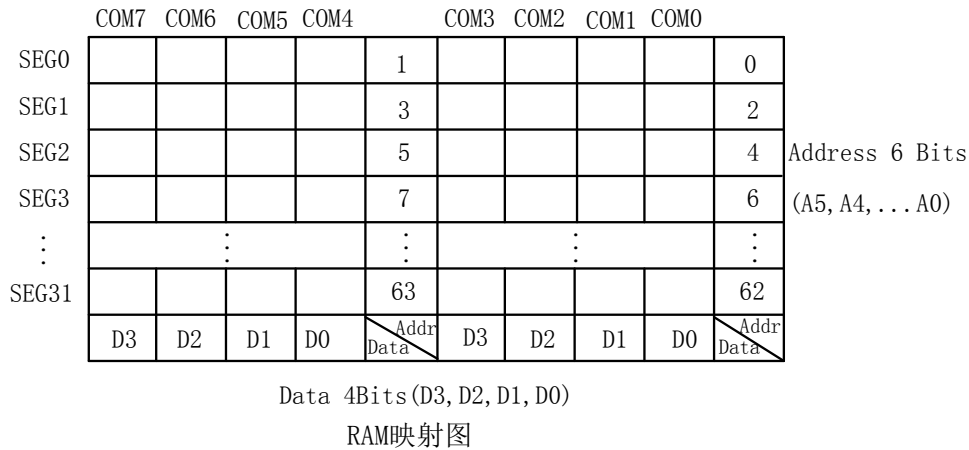 COM7 COM6 COM5 COM4 COM3 COM2 COM1 COM0
SEG0 1 0
SEG1 3 2
SEG2 5 4 Address 6 Bits
SEG3 7 6 (A5,A4,...A0)
⋮ ⋮ ⋮ ⋮ ⋮
SEG31 63 62
D3 D2 D1 D0 Addr Data D3 D2 D1 D0 Addr Data
Data 4Bits(D3,D2,D1,D0)
RAM映射图